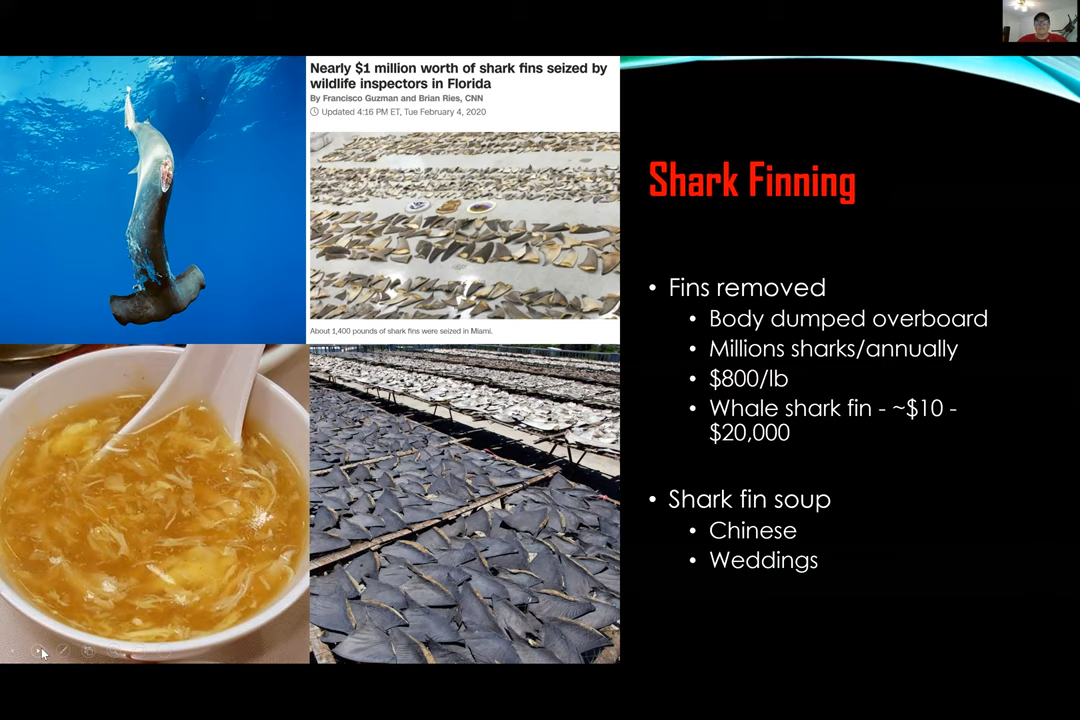 Nearly $1 million worth of shark fins seized by
wildlife inspectors in Florida
By Francisco Guzman and Brian Ries, CNN
Updated 4:16 PM ET, Tue February 4, 2020
About 1,400 pounds of shark fins were seized in Miami.
Shark Finning
• Fins removed
• Body dumped overboard
• Millions sharks/annually
• $800/lb
• Whale shark fin - ~$10 -
$20,000
• Shark fin soup
• Chinese
• Weddings